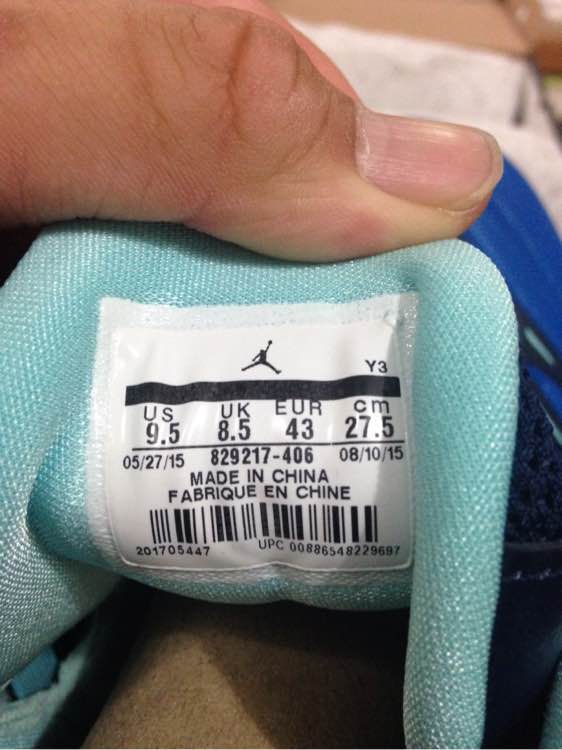 Y3
US UK EUR cm
9.5 8.5 43 27.5
05/27/15 829217-406 08/10/15
MADE IN CHINA
FABRIQUE EN CHINE
201705447 UPC 00886548229697